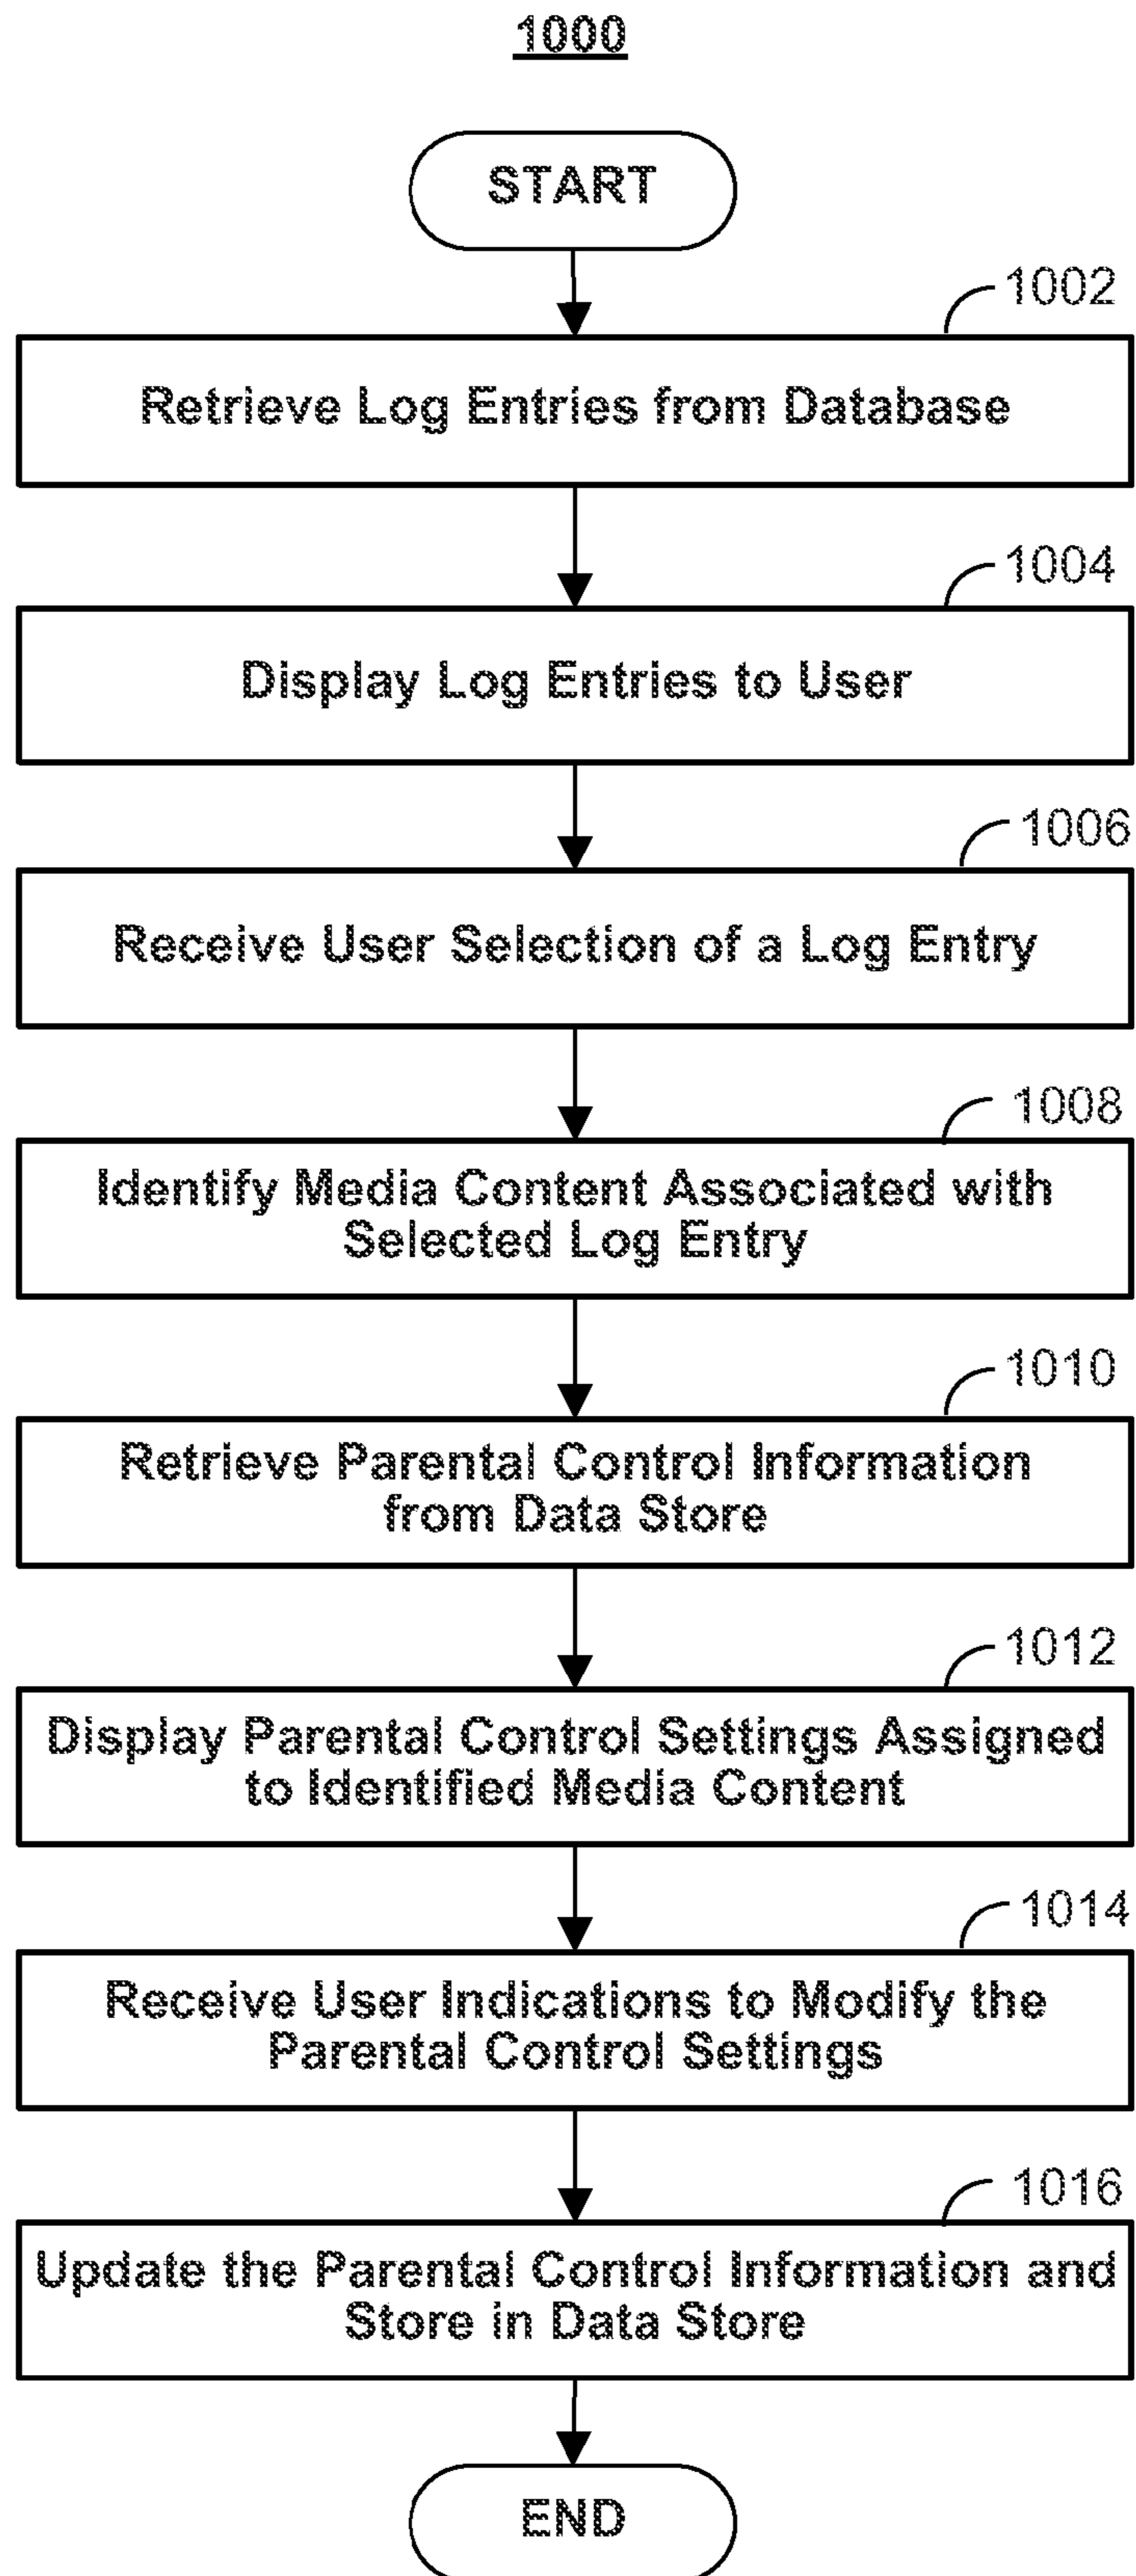 1000
START
1002
Retrieve Log Entries from Database
1004
Display Log Entries to User
1006
Receive User Selection of a Log Entry
1008
Identify Media Content Associated with
Selected Log Entry
1010
Retrieve Parental Control Information
from Data Store
1012
Display Parental Control Settings Assigned
to Identified Media Content
1014
Receive User Indications to Modify the
Parental Control Settings
1016
Update the Parental Control Information and
Store in Data Store
END